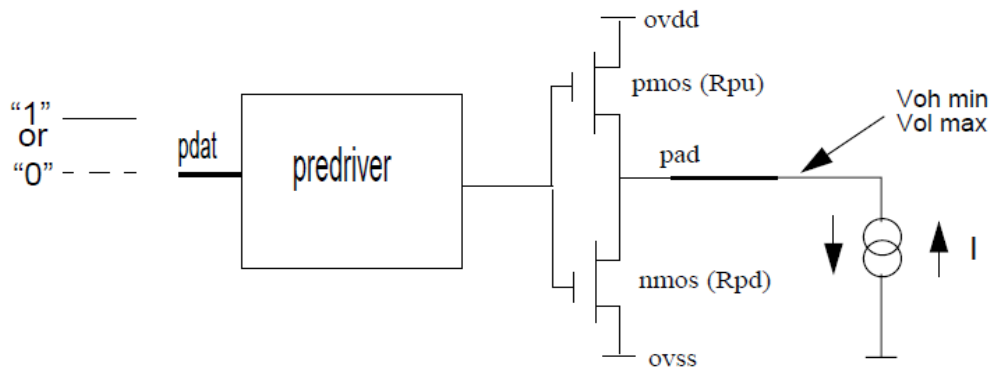 ovdd
pmos (Rpu)
“1”
or
“0”
pdat
predriver
Voh min
Vol max
pad
I
nmos (Rpd)
ovss